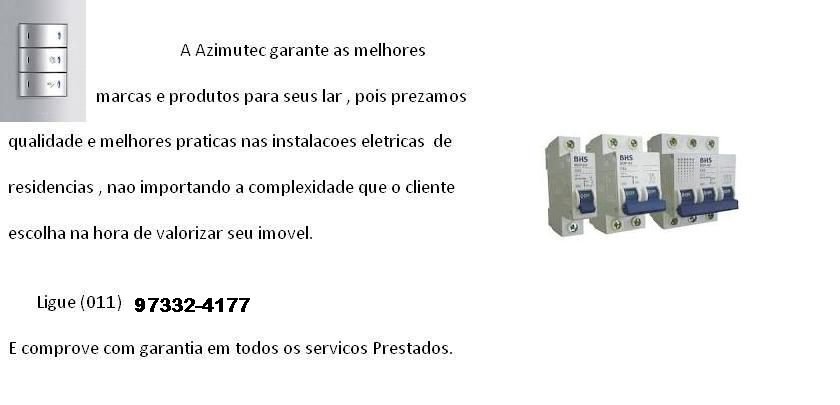 A Azimutec garante as melhores
marcas e produtos para seus lar , pois prezamos
qualidade e melhores praticas nas instalacoes eletricas de
residencias , nao importando a complexidade que o cliente
escolha na hora de valorizar seu imovel.
Ligue (011) 97332-4177
E comprove com garantia em todos os servicos Prestados.
BHS
BHS
BHS